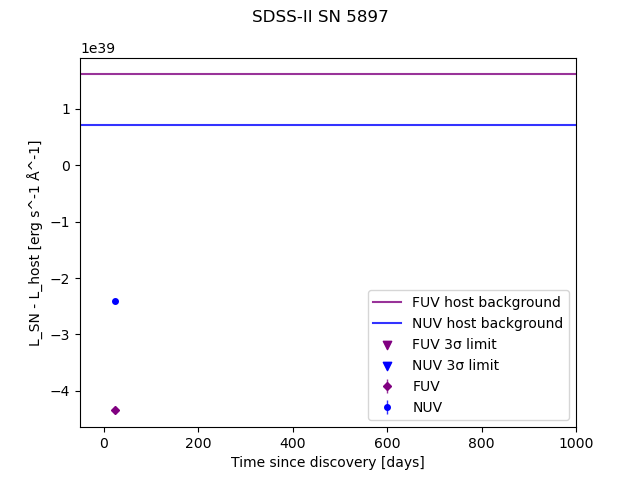 SDSS-II SN 5897
1e39
L_SN - L_host [erg s^-1 Å^-1]
1
0
−1
−2
−3
−4
FUV host background
NUV host background
FUV 3σ limit
NUV 3σ limit
FUV
NUV
0 200 400 600 800 1000
Time since discovery [days]